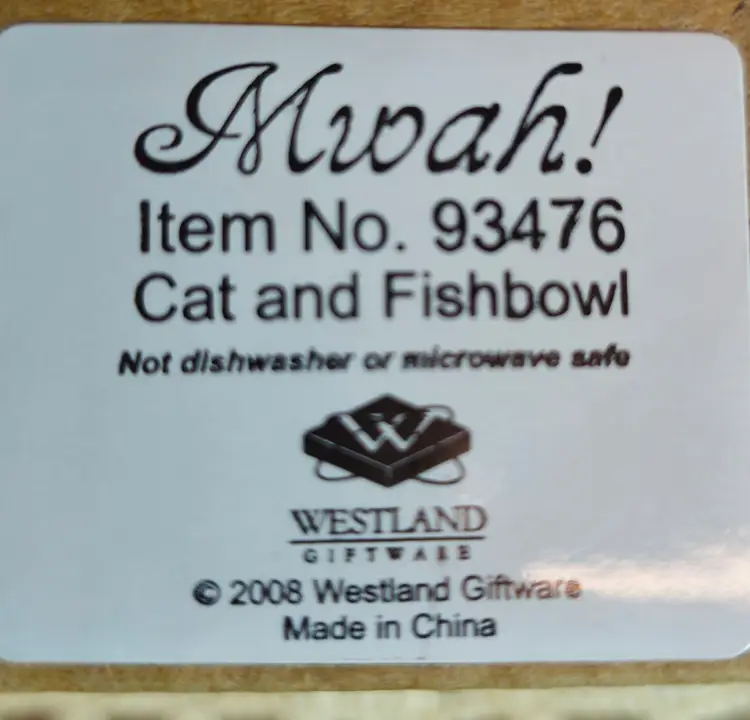 Mwah!
Item No. 93476
Cat and Fishbowl
Not dishwasher or microwave safe
W
WESTLAND
GIFTWARE
© 2008 Westland Giftware
Made in China